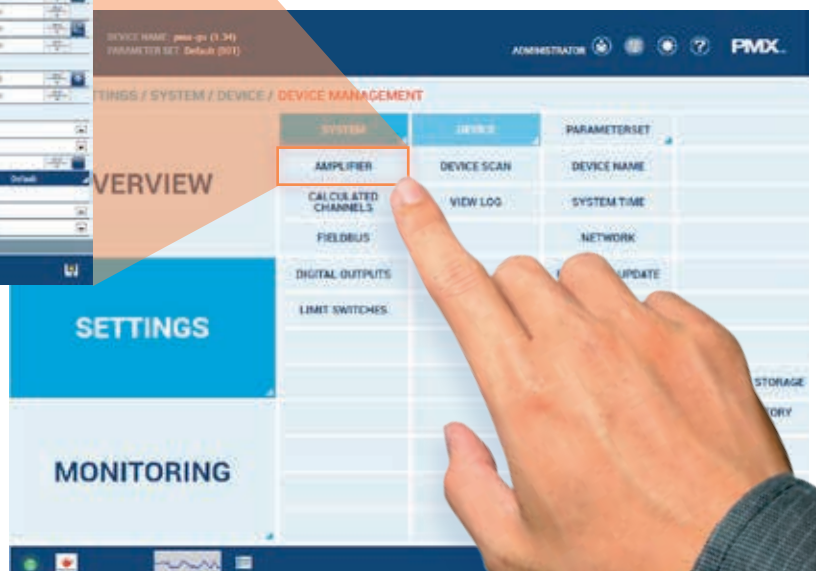 Default
DEVICE NAME: pmx-gs (1.34)
PARAMETER SET: Default (001)
ADMINISTRATOR
?
PMX
TTINGS / SYSTEM / DEVICE / DEVICE MANAGEMENT
SYSTEM DEVICE PARAMETERSET
AMPLIFIER DEVICE SCAN DEVICE NAME
CALCULATED CHANNELS VIEW LOG SYSTEM TIME
FIELDBUS NETWORK
DIGITAL OUTPUTS UPDATE
LIMIT SWITCHES
STORAGE
ORY
VERVIEW
SETTINGS
MONITORING